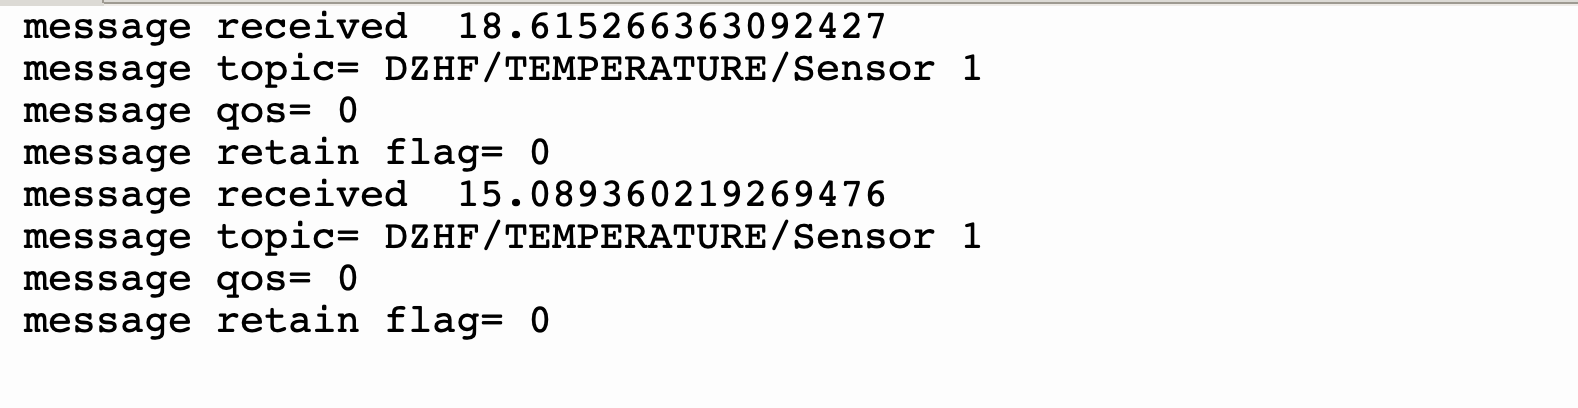 message received  18.615266363092427
message topic= DZHF/TEMPERATURE/Sensor 1
message qos= 0
message retain flag= 0
message received  15.089360219269476
message topic= DZHF/TEMPERATURE/Sensor 1
message qos= 0
message retain flag= 0